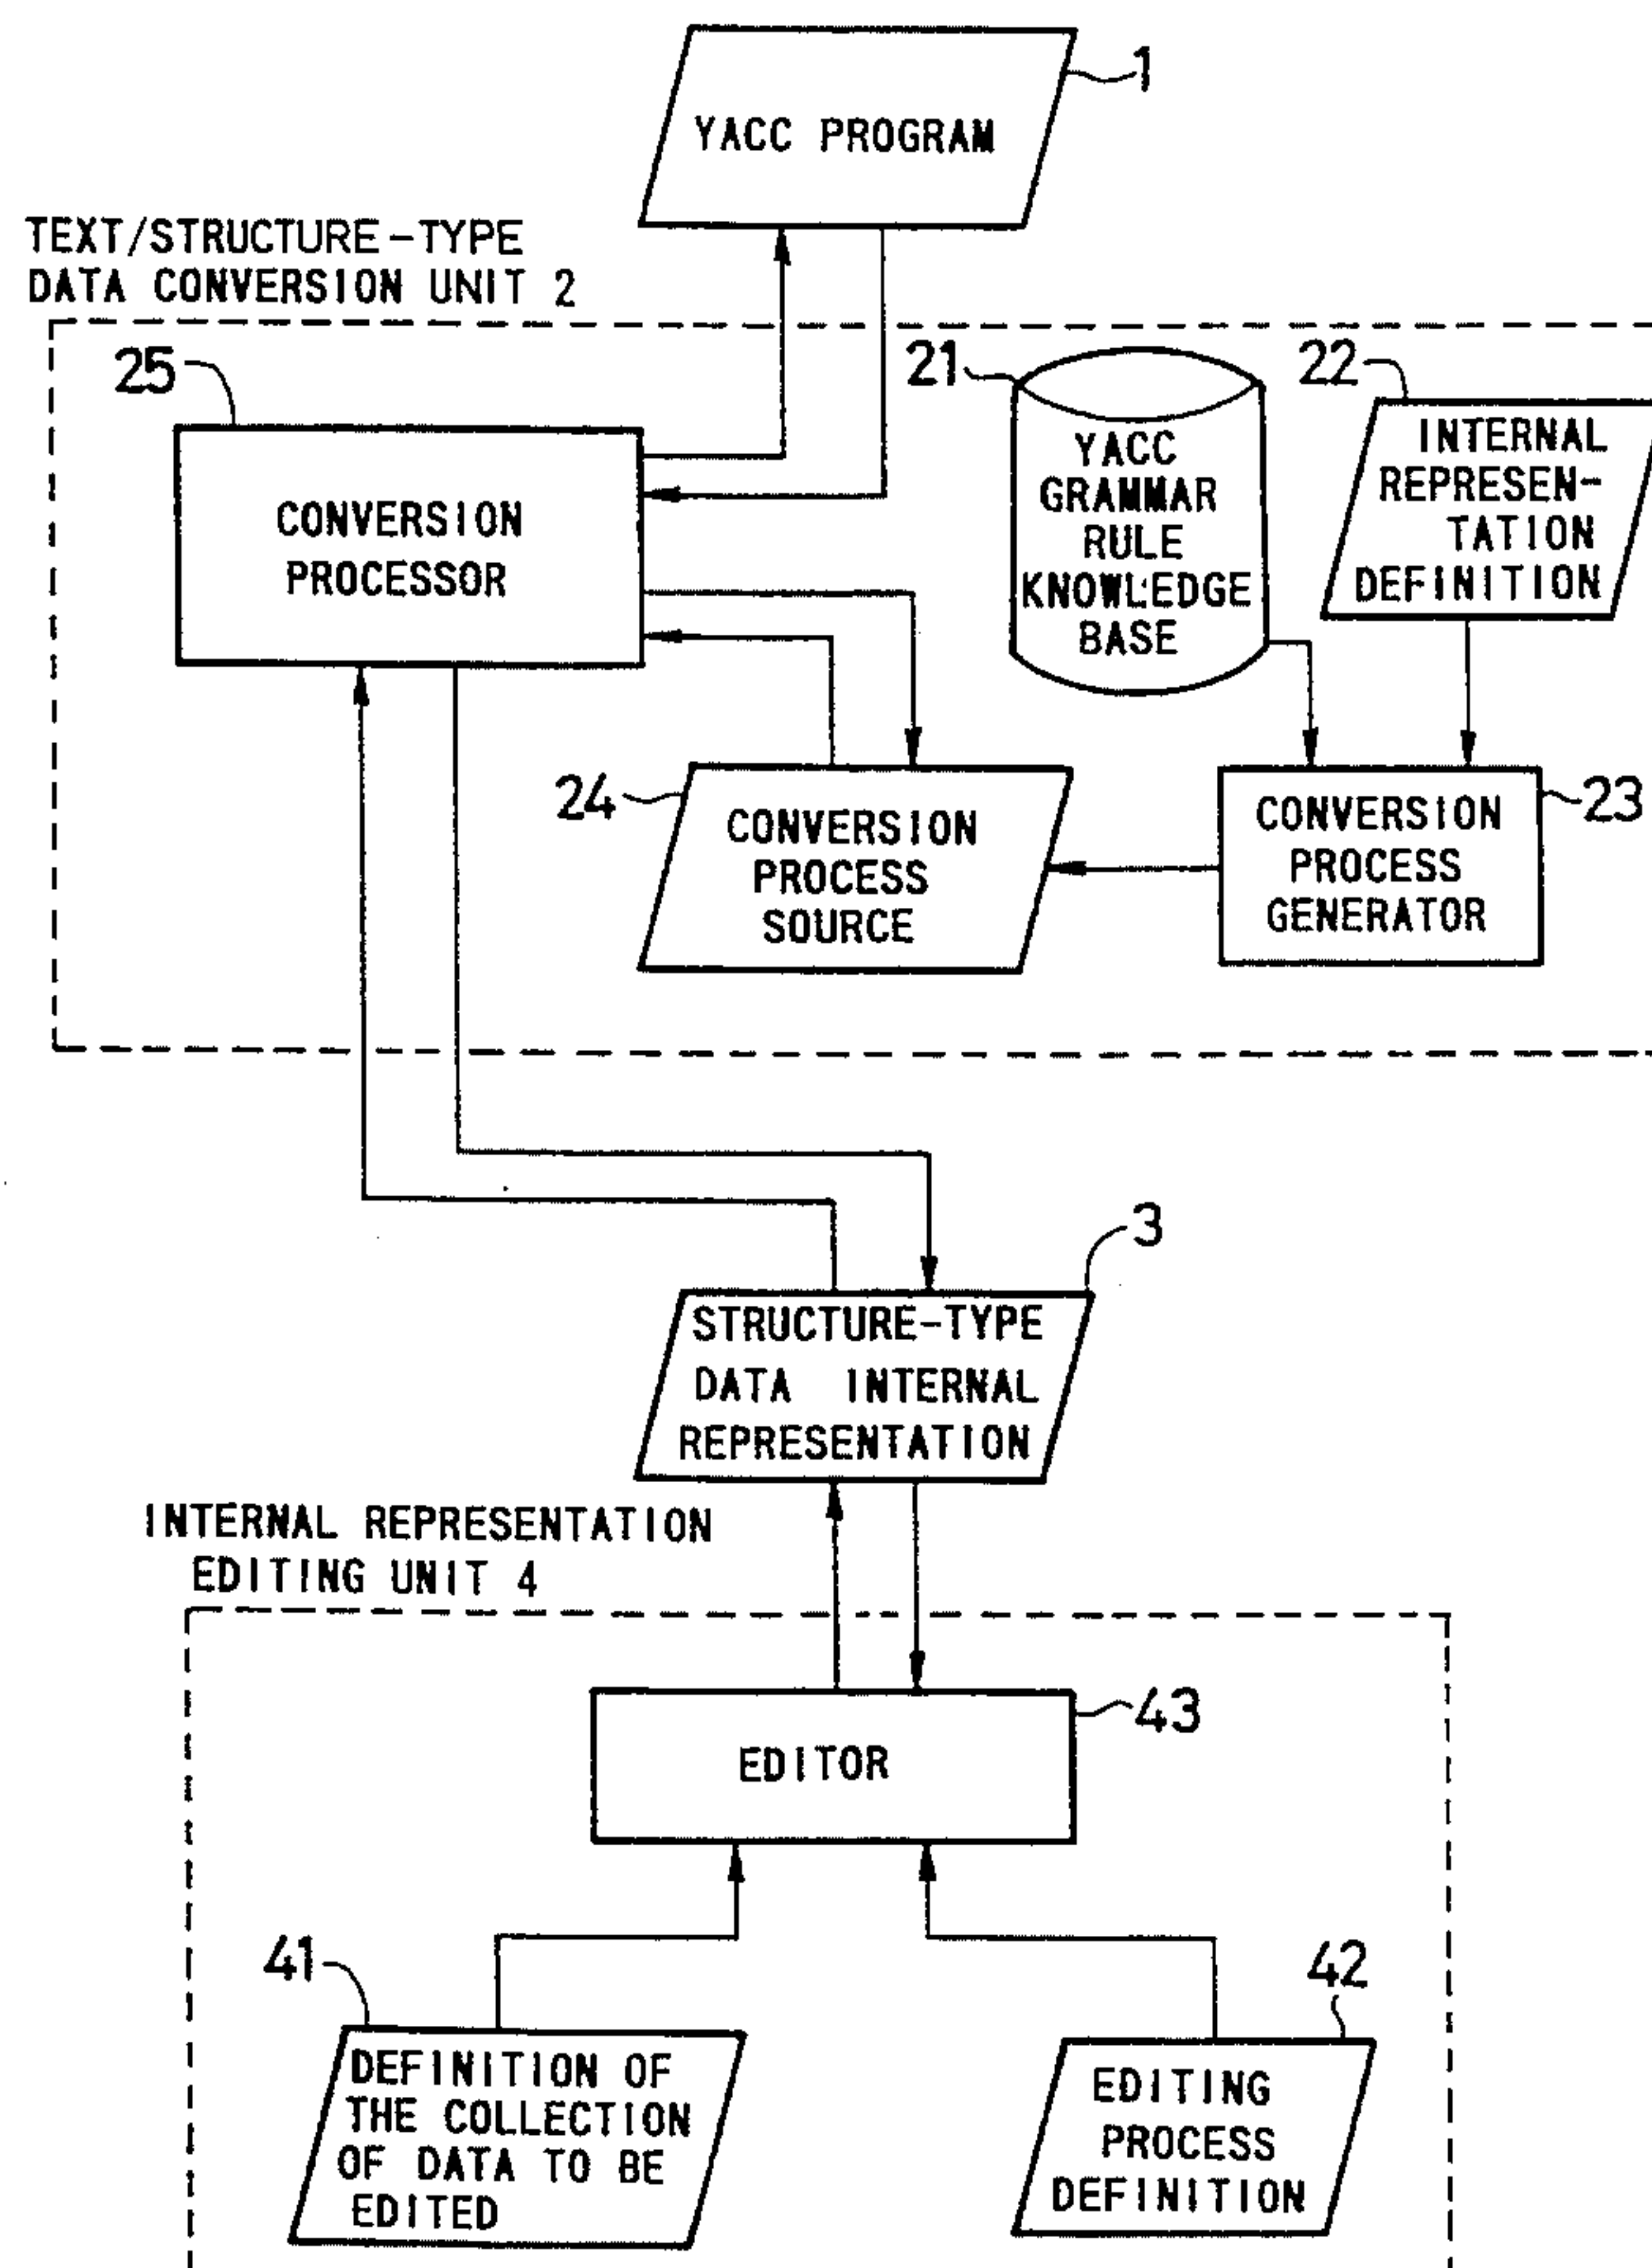 1
YACC PROGRAM
TEXT/STRUCTURE-TYPE
DATA CONVERSION UNIT 2
25
21
22
CONVERSION
PROCESSOR
YACC
GRAMMAR
RULE
KNOWLEDGE
BASE
INTERNAL
REPRESEN-
TATION
DEFINITION
24
CONVERSION
PROCESS
SOURCE
23
CONVERSION
PROCESS
GENERATOR
3
STRUCTURE-TYPE
DATA INTERNAL
REPRESENTATION
INTERNAL REPRESENTATION
EDITING UNIT 4
43
EDITOR
41
42
DEFINITION OF
THE COLLECTION
OF DATA TO BE
EDITED
EDITING
PROCESS
DEFINITION